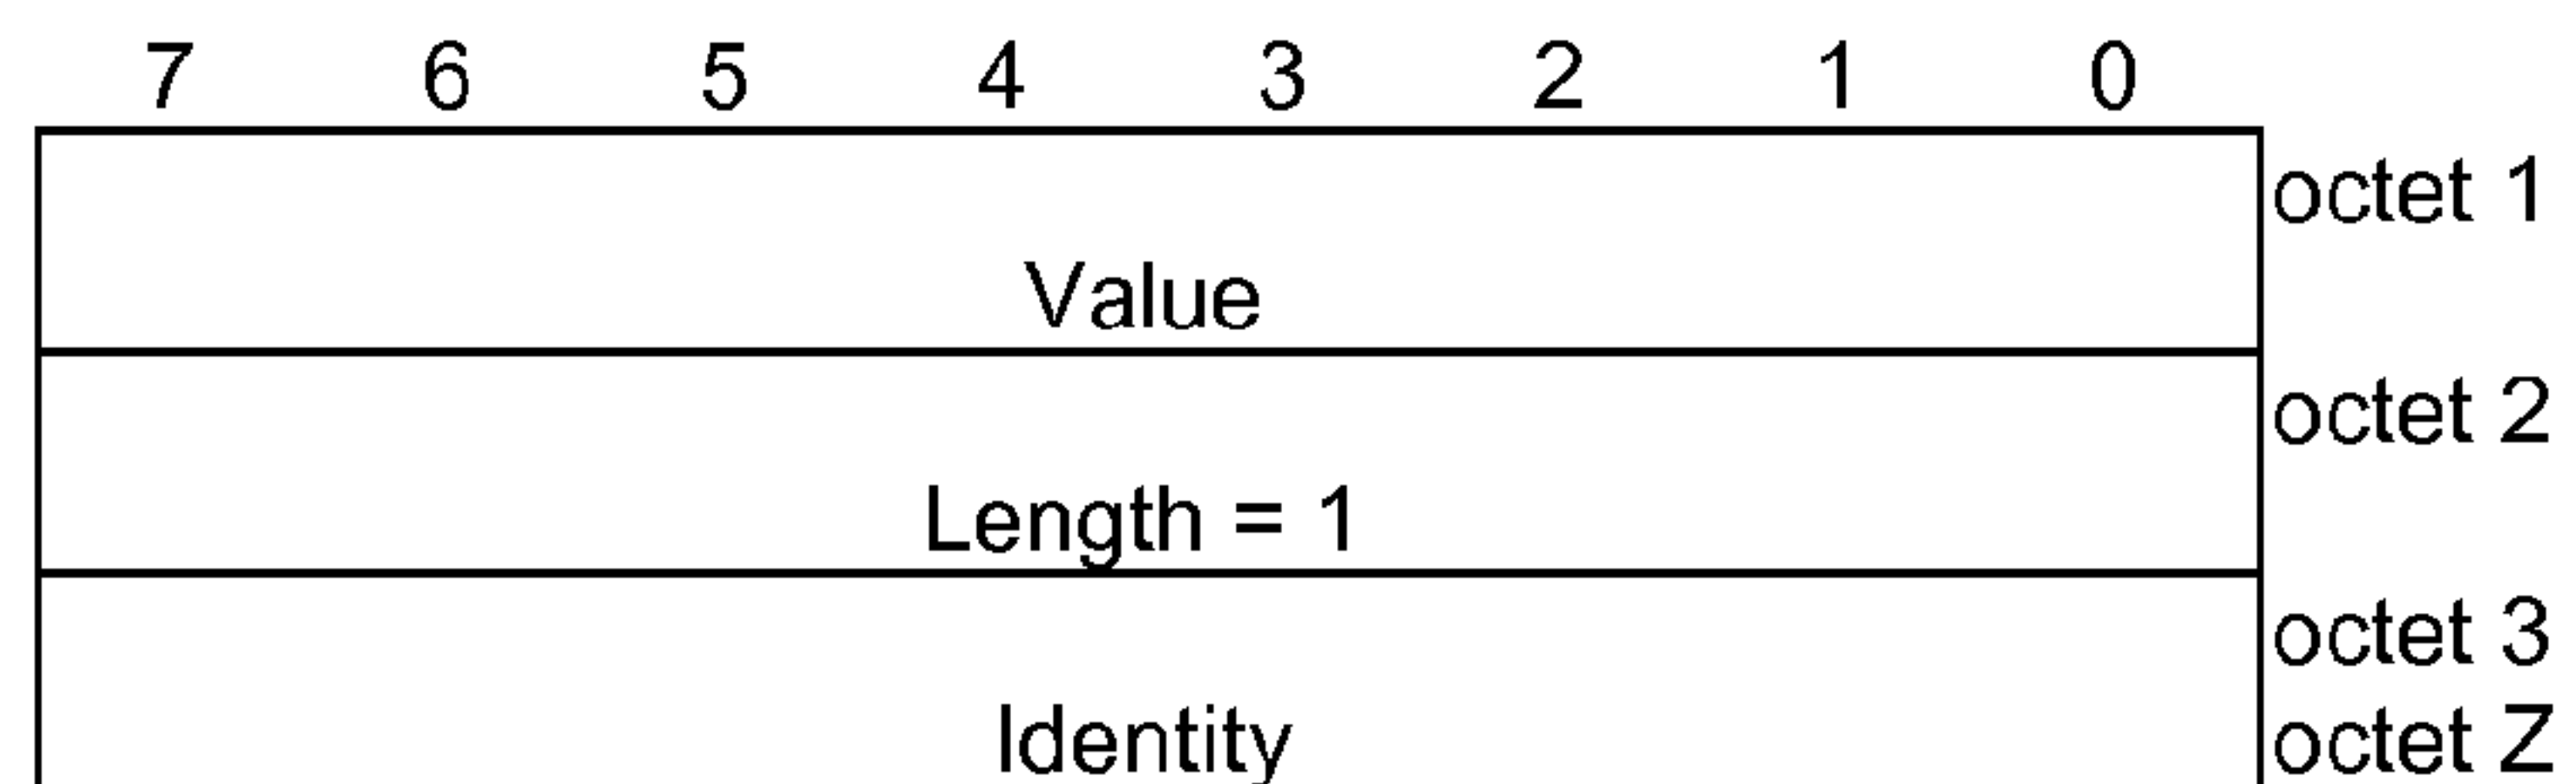 7 6 5 4 3 2 1 0
octet 1
Value
octet 2
Length = 1
octet 3
Identity octet Z